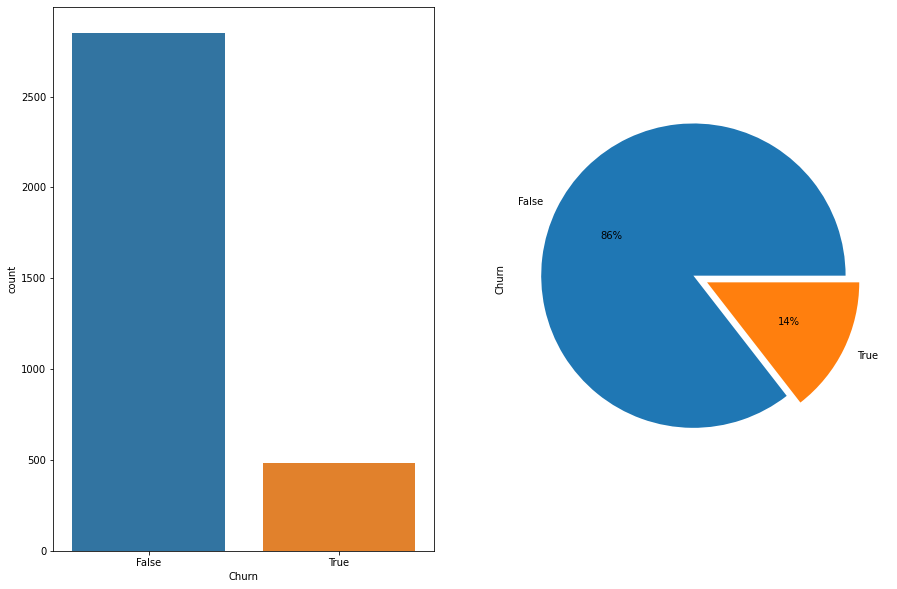 2500
2000
1500
1000
500
0
count
False
True
Churn
False
86%
Churn
14%
True